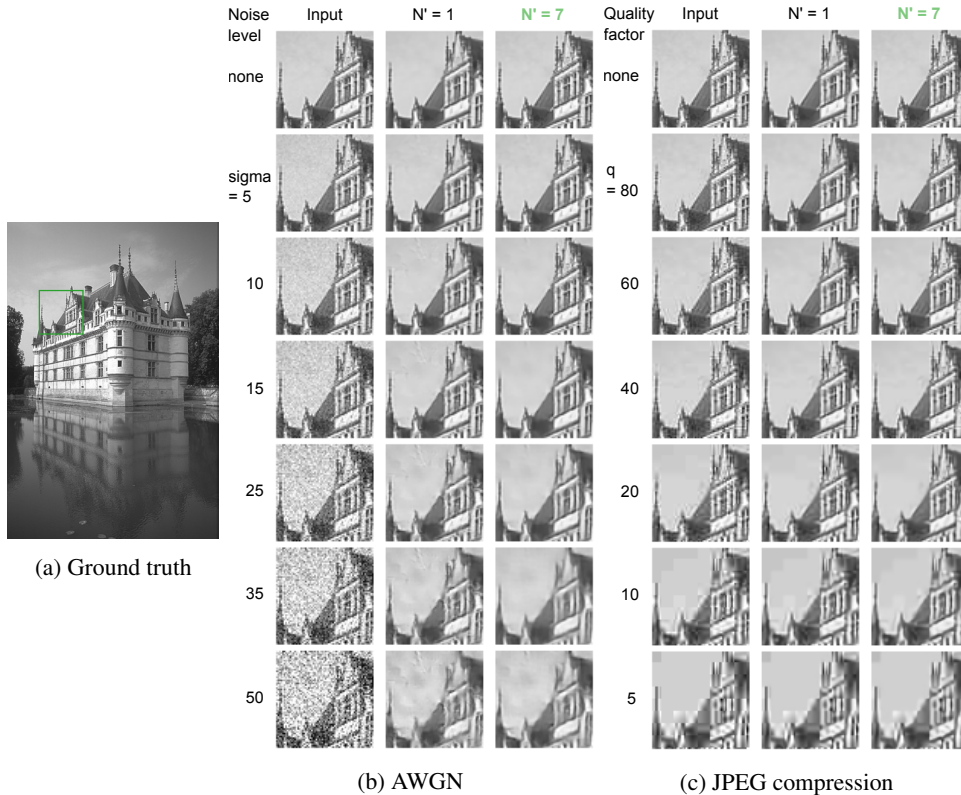 Noise level Input N' = 1 N' = 7
none
sigma = 5
10
15
25
35
50
Quality factor Input N' = 1 N' = 7
none
q = 80
60
40
20
10
5
(a) Ground truth
(b) AWGN
(c) JPEG compression